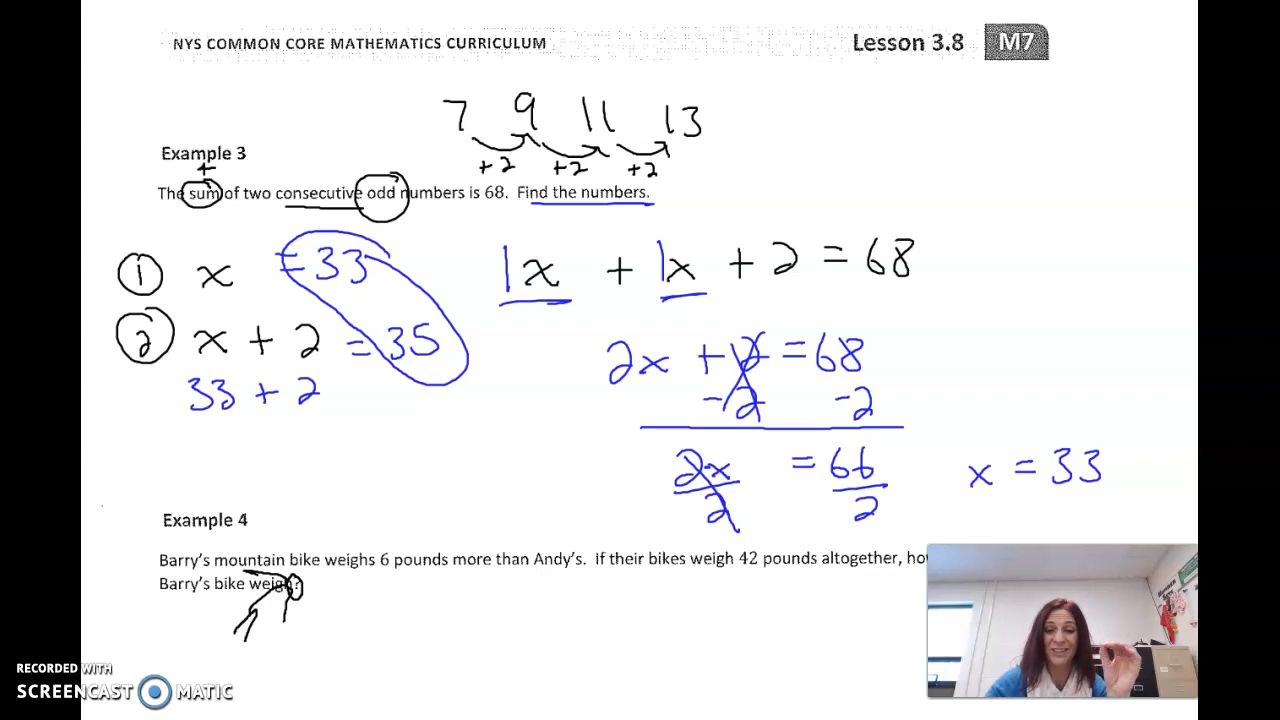 NYS COMMON CORE MATHEMATICS CURRICULUM
Lesson 3.8 M7
7 9 11 13
+2 +2 +2
Example 3
+
The sum of two consecutive odd numbers is 68. Find the numbers.
1 x = 33
1x + 1x + 2 = 68
2 x + 2 = 35
33 + 2
2x + 2 = 68
-2 -2
2x = 66 x = 33
2 2
Example 4
Barry's mountain bike weighs 6 pounds more than Andy's. If their bikes weigh 42 pounds altogether,
Barry's bike weigh?
RECORDED WITH
SCREENCAST MATIC